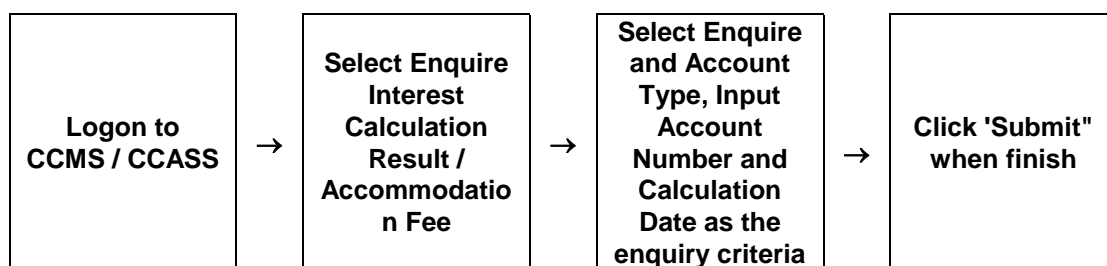 Logon to
CCMS / CCASS
→
Select Enquire
Interest
Calculation
Result /
Accommodatio
n Fee
→
Select Enquire
and Account
Type, Input
Account
Number and
Calculation
Date as the
enquiry criteria
→
Click 'Submit"
when finish